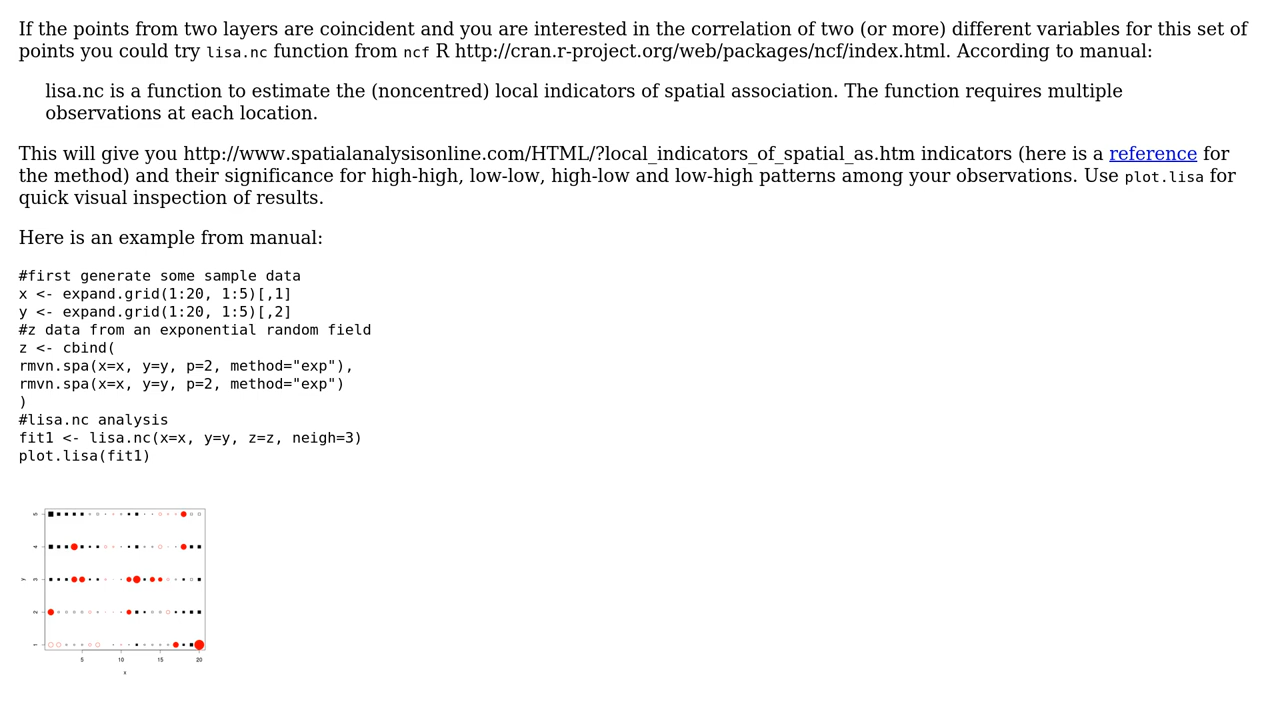 If the points from two layers are coincident and you are interested in the correlation of two (or more) different variables for this set of
points you could try lisa.nc function from ncf R http://cran.r-project.org/web/packages/ncf/index.html. According to manual:
lisa.nc is a function to estimate the (noncentred) local indicators of spatial association. The function requires multiple
observations at each location.
This will give you http://www.spatialanalysisonline.com/HTML/?local_indicators_of_spatial_as.htm indicators (here is a reference for
the method) and their significance for high-high, low-low, high-low and low-high patterns among your observations. Use plot.lisa for
quick visual inspection of results.
Here is an example from manual:
#first generate some sample data
x <- expand.grid(1:20, 1:5)[,1]
y <- expand.grid(1:20, 1:5)[,2]
#z data from an exponential random field
z <- cbind(
rmvn.spa(x=x, y=y, p=2, method="exp"),
rmvn.spa(x=x, y=y, p=2, method="exp")
)
#lisa.nc analysis
fit1 <- lisa.nc(x=x, y=y, z=z, neigh=3)
plot.lisa(fit1)
5
4
y 3
2
1
5 10 15 20
x